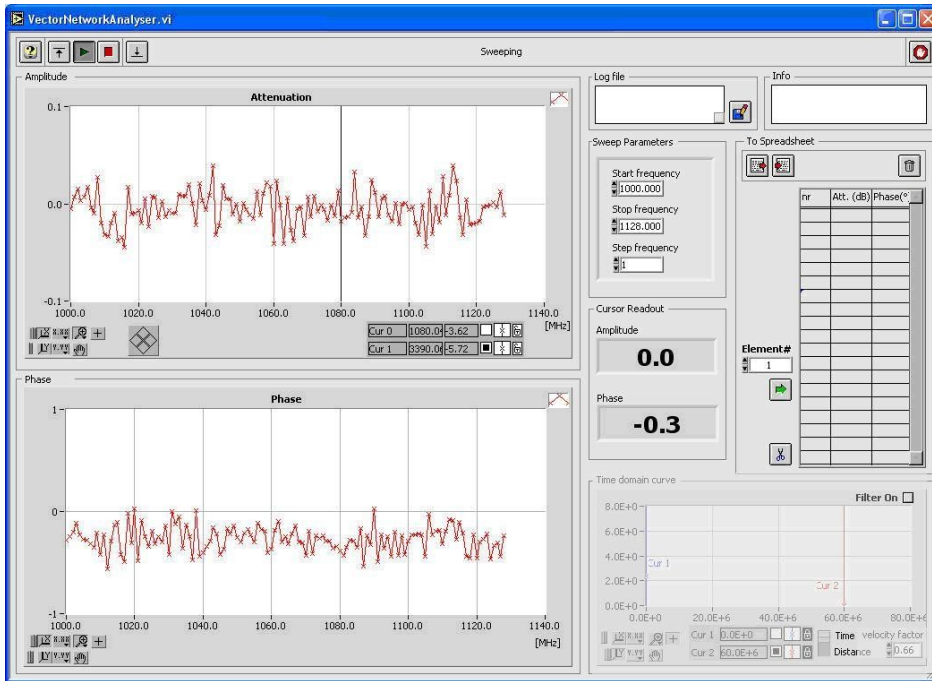 VectorNetworkAnalyser.vi
Sweeping
Amplitude
Attenuation
0.1
0.0
-0.1
1000.0 1020.0 1040.0 1060.0 1080.0 1100.0 1120.0 1140.0
[MHz]
Cur 0 1080.0 -3.62
Cur 1 3390.0 -5.72
Phase
Phase
1
0
-1
1000.0 1020.0 1040.0 1060.0 1080.0 1100.0 1120.0 1140.0
[MHz]
Log file
Info
Sweep Parameters
Start frequency
1000.000
Stop frequency
1128.000
Step frequency
1
To Spreadsheet
nr Att. (dB) Phase(°)
Element#
1
Cursor Readout
Amplitude
0.0
Phase
-0.3
Time domain curve
Filter On
8.0E+0
6.0E+0
4.0E+0
2.0E+0
0.0E+0
Cur 1
Cur 2
0.0E+0 20.0E+6 40.0E+6 60.0E+6 80.0E+
Cur 1 0.0E+0
Cur 2 60.0E+6
Time velocity factor
Distance 0.66